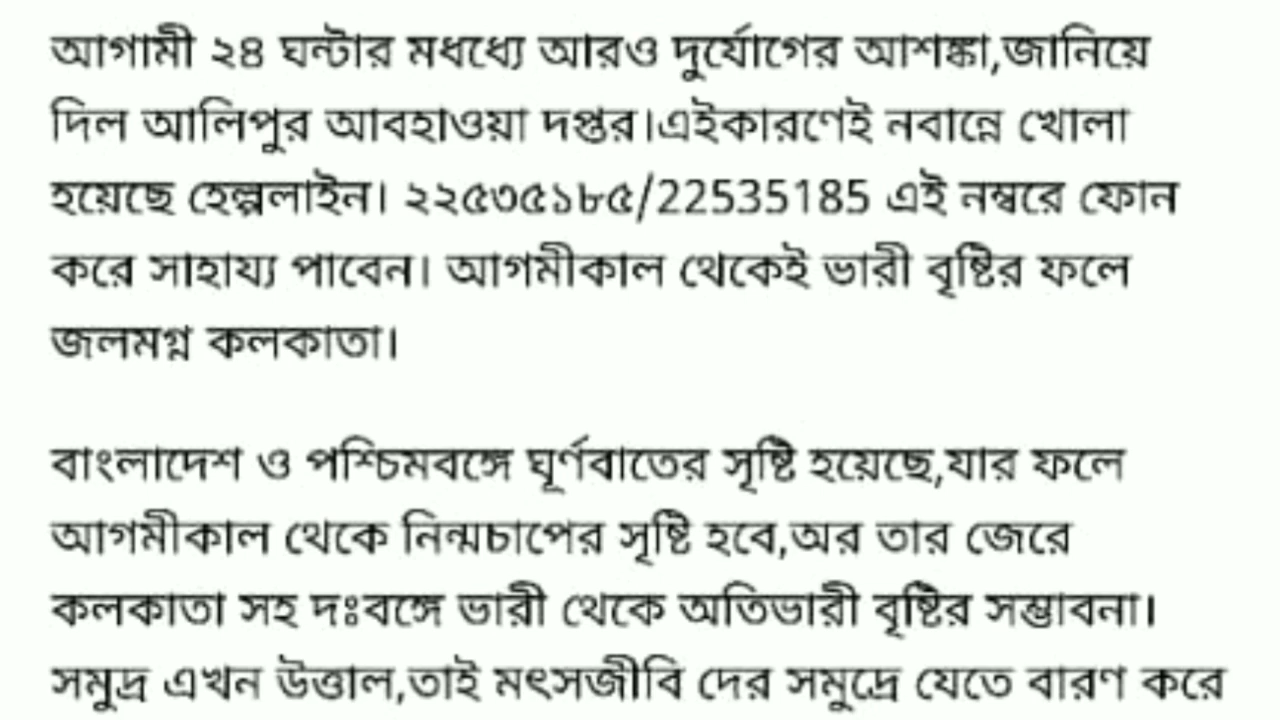 আগামী ২৪ ঘন্টার মধধ্যে আরও দুর্যোগের আশঙ্কা,জানিয়ে
দিল আলিপুর আবহাওয়া দপ্তর।এইকারণেই নবান্নে খোলা
হয়েছে হেল্পলাইন। ২২৫৩৫১৮৫/22535185 এই নম্বরে ফোন
করে সাহায্য পাবেন। আগমীকাল থেকেই ভারী বৃষ্টির ফলে
জলমগ্ন কলকাতা।
বাংলাদেশ ও পশ্চিমবঙ্গে ঘূর্ণবাতের সৃষ্টি হয়েছে,যার ফলে
আগমীকাল থেকে নিন্মচাপের সৃষ্টি হবে,অর তার জেরে
কলকাতা সহ দঃবঙ্গে ভারী থেকে অতিভারী বৃষ্টির সম্ভাবনা।
সমুদ্র এখন উত্তাল,তাই মৎসজীবি দের সমুদ্রে যেতে বারণ করে